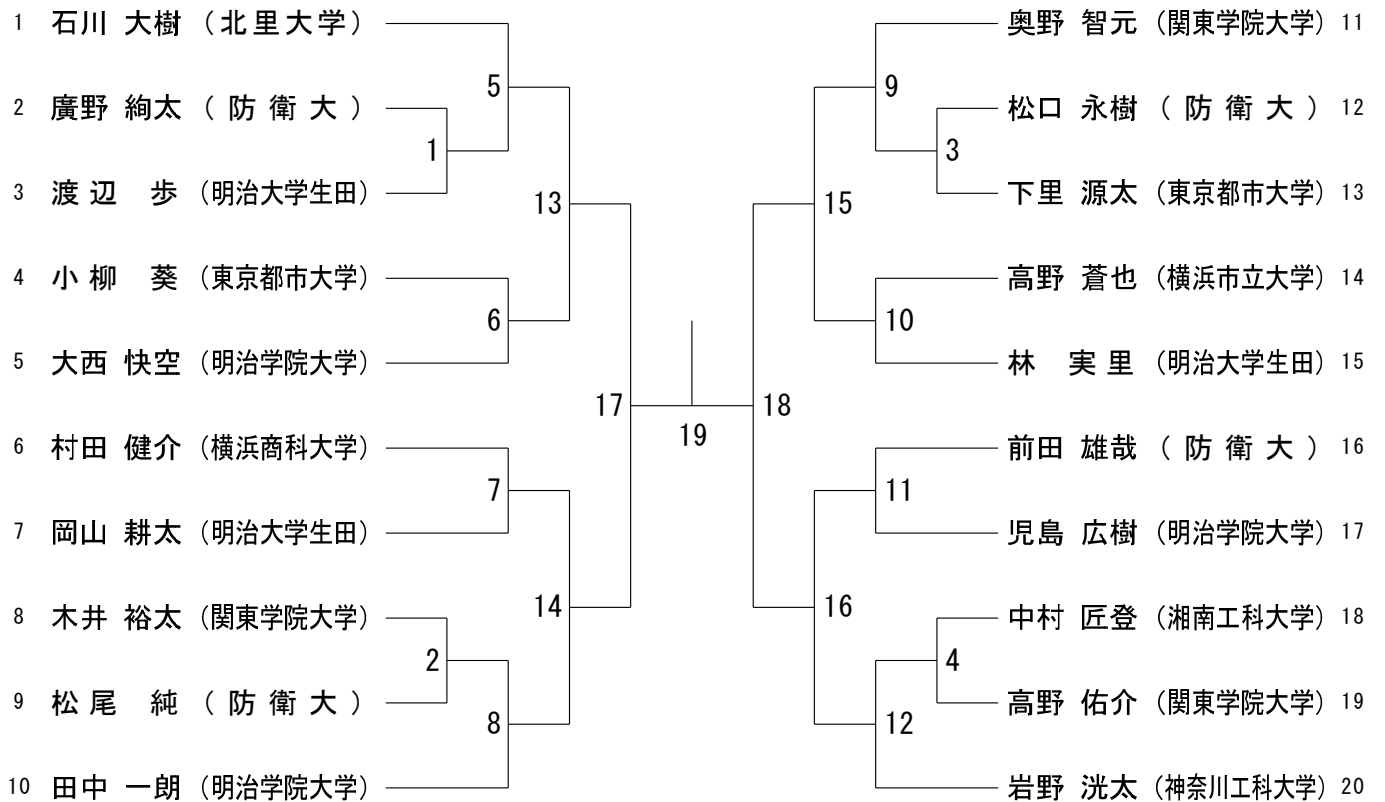 1 石川 大樹 （北里大学）
2 廣野 絢太 （防衛大）
3 渡辺 歩 （明治大学生田）
4 小柳 葵 （東京都市大学）
5 大西 快空 （明治学院大学）
6 村田 健介 （横浜商科大学）
7 岡山 耕太 （明治大学生田）
8 木井 裕太 （関東学院大学）
9 松尾 純 （防衛大）
10 田中 一朗 （明治学院大学）
5
1
13
6
17
7
14
2
8
19
9
3
15
10
18
11
16
4
12
奥野 智元 （関東学院大学） 11
松口 永樹 （防衛大） 12
下里 源太 （東京都市大学） 13
高野 蒼也 （横浜市立大学） 14
林 実里 （明治大学生田） 15
前田 雄哉 （防衛大） 16
児島 広樹 （明治学院大学） 17
中村 匠登 （湘南工科大学） 18
高野 佑介 （関東学院大学） 19
岩野 洸太 （神奈川工科大学） 20